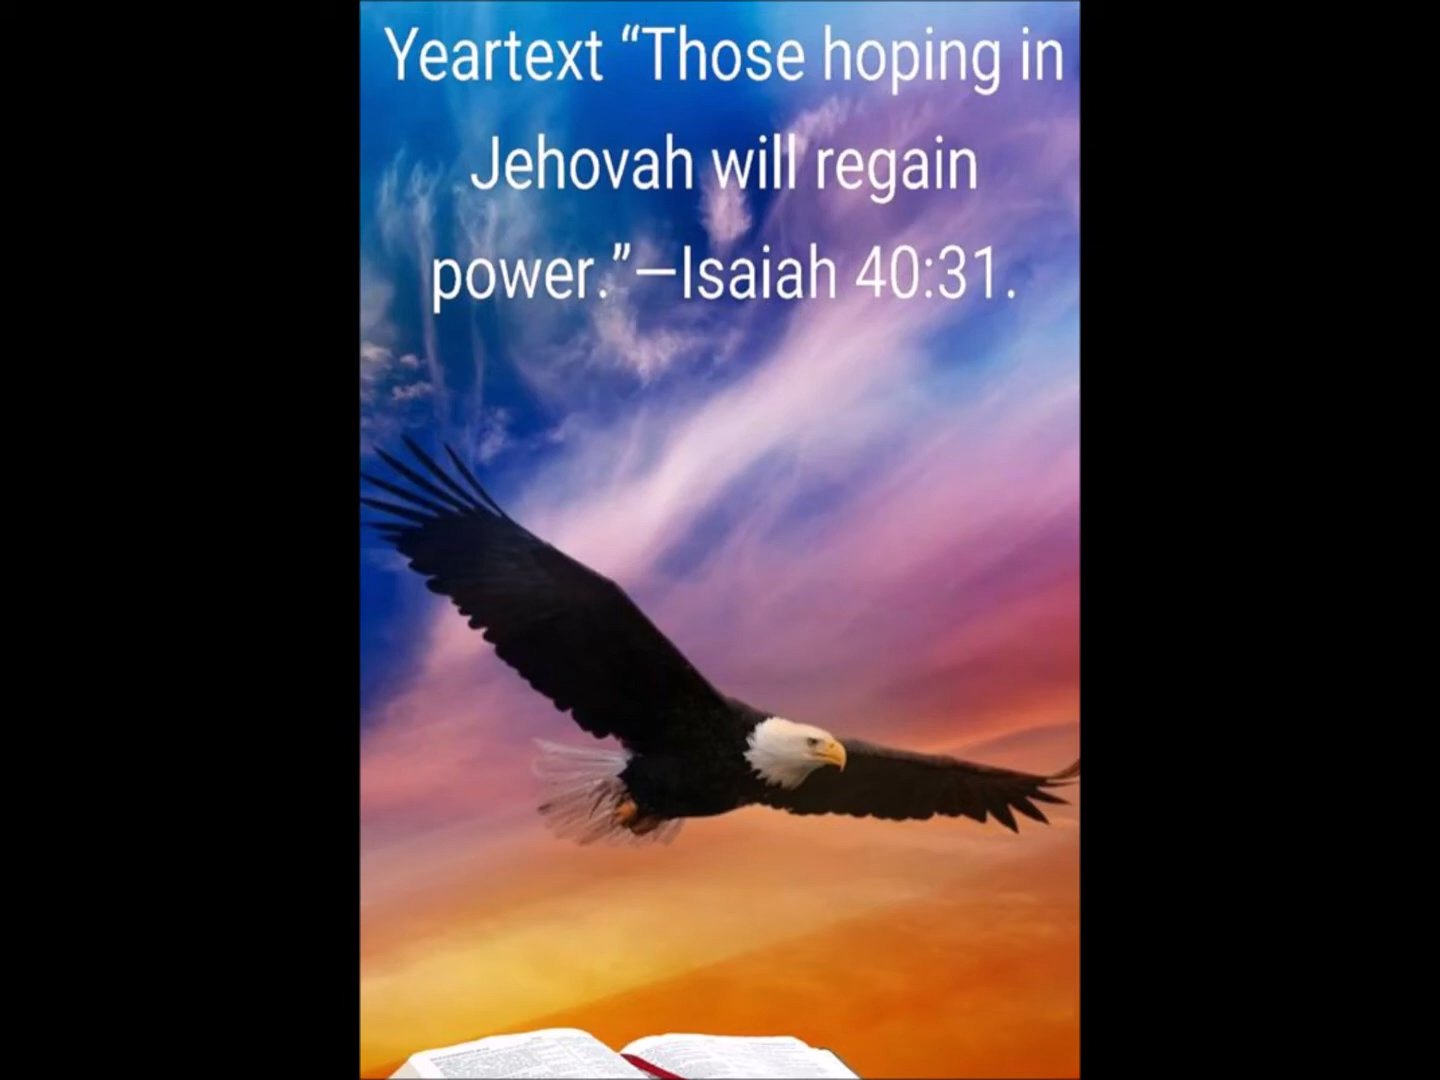 Yeartext “Those hoping in
Jehovah will regain
power.”—Isaiah 40:31.